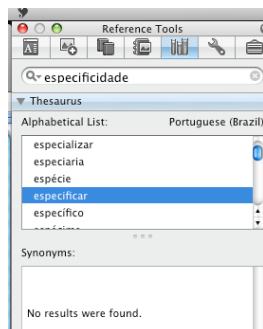 Reference Tools
especificidade
Thesaurus
Alphabetical List: Portuguese (Brazil)
especializar
especiaria
espécie
especificar
específico
Synonyms:
No results were found.